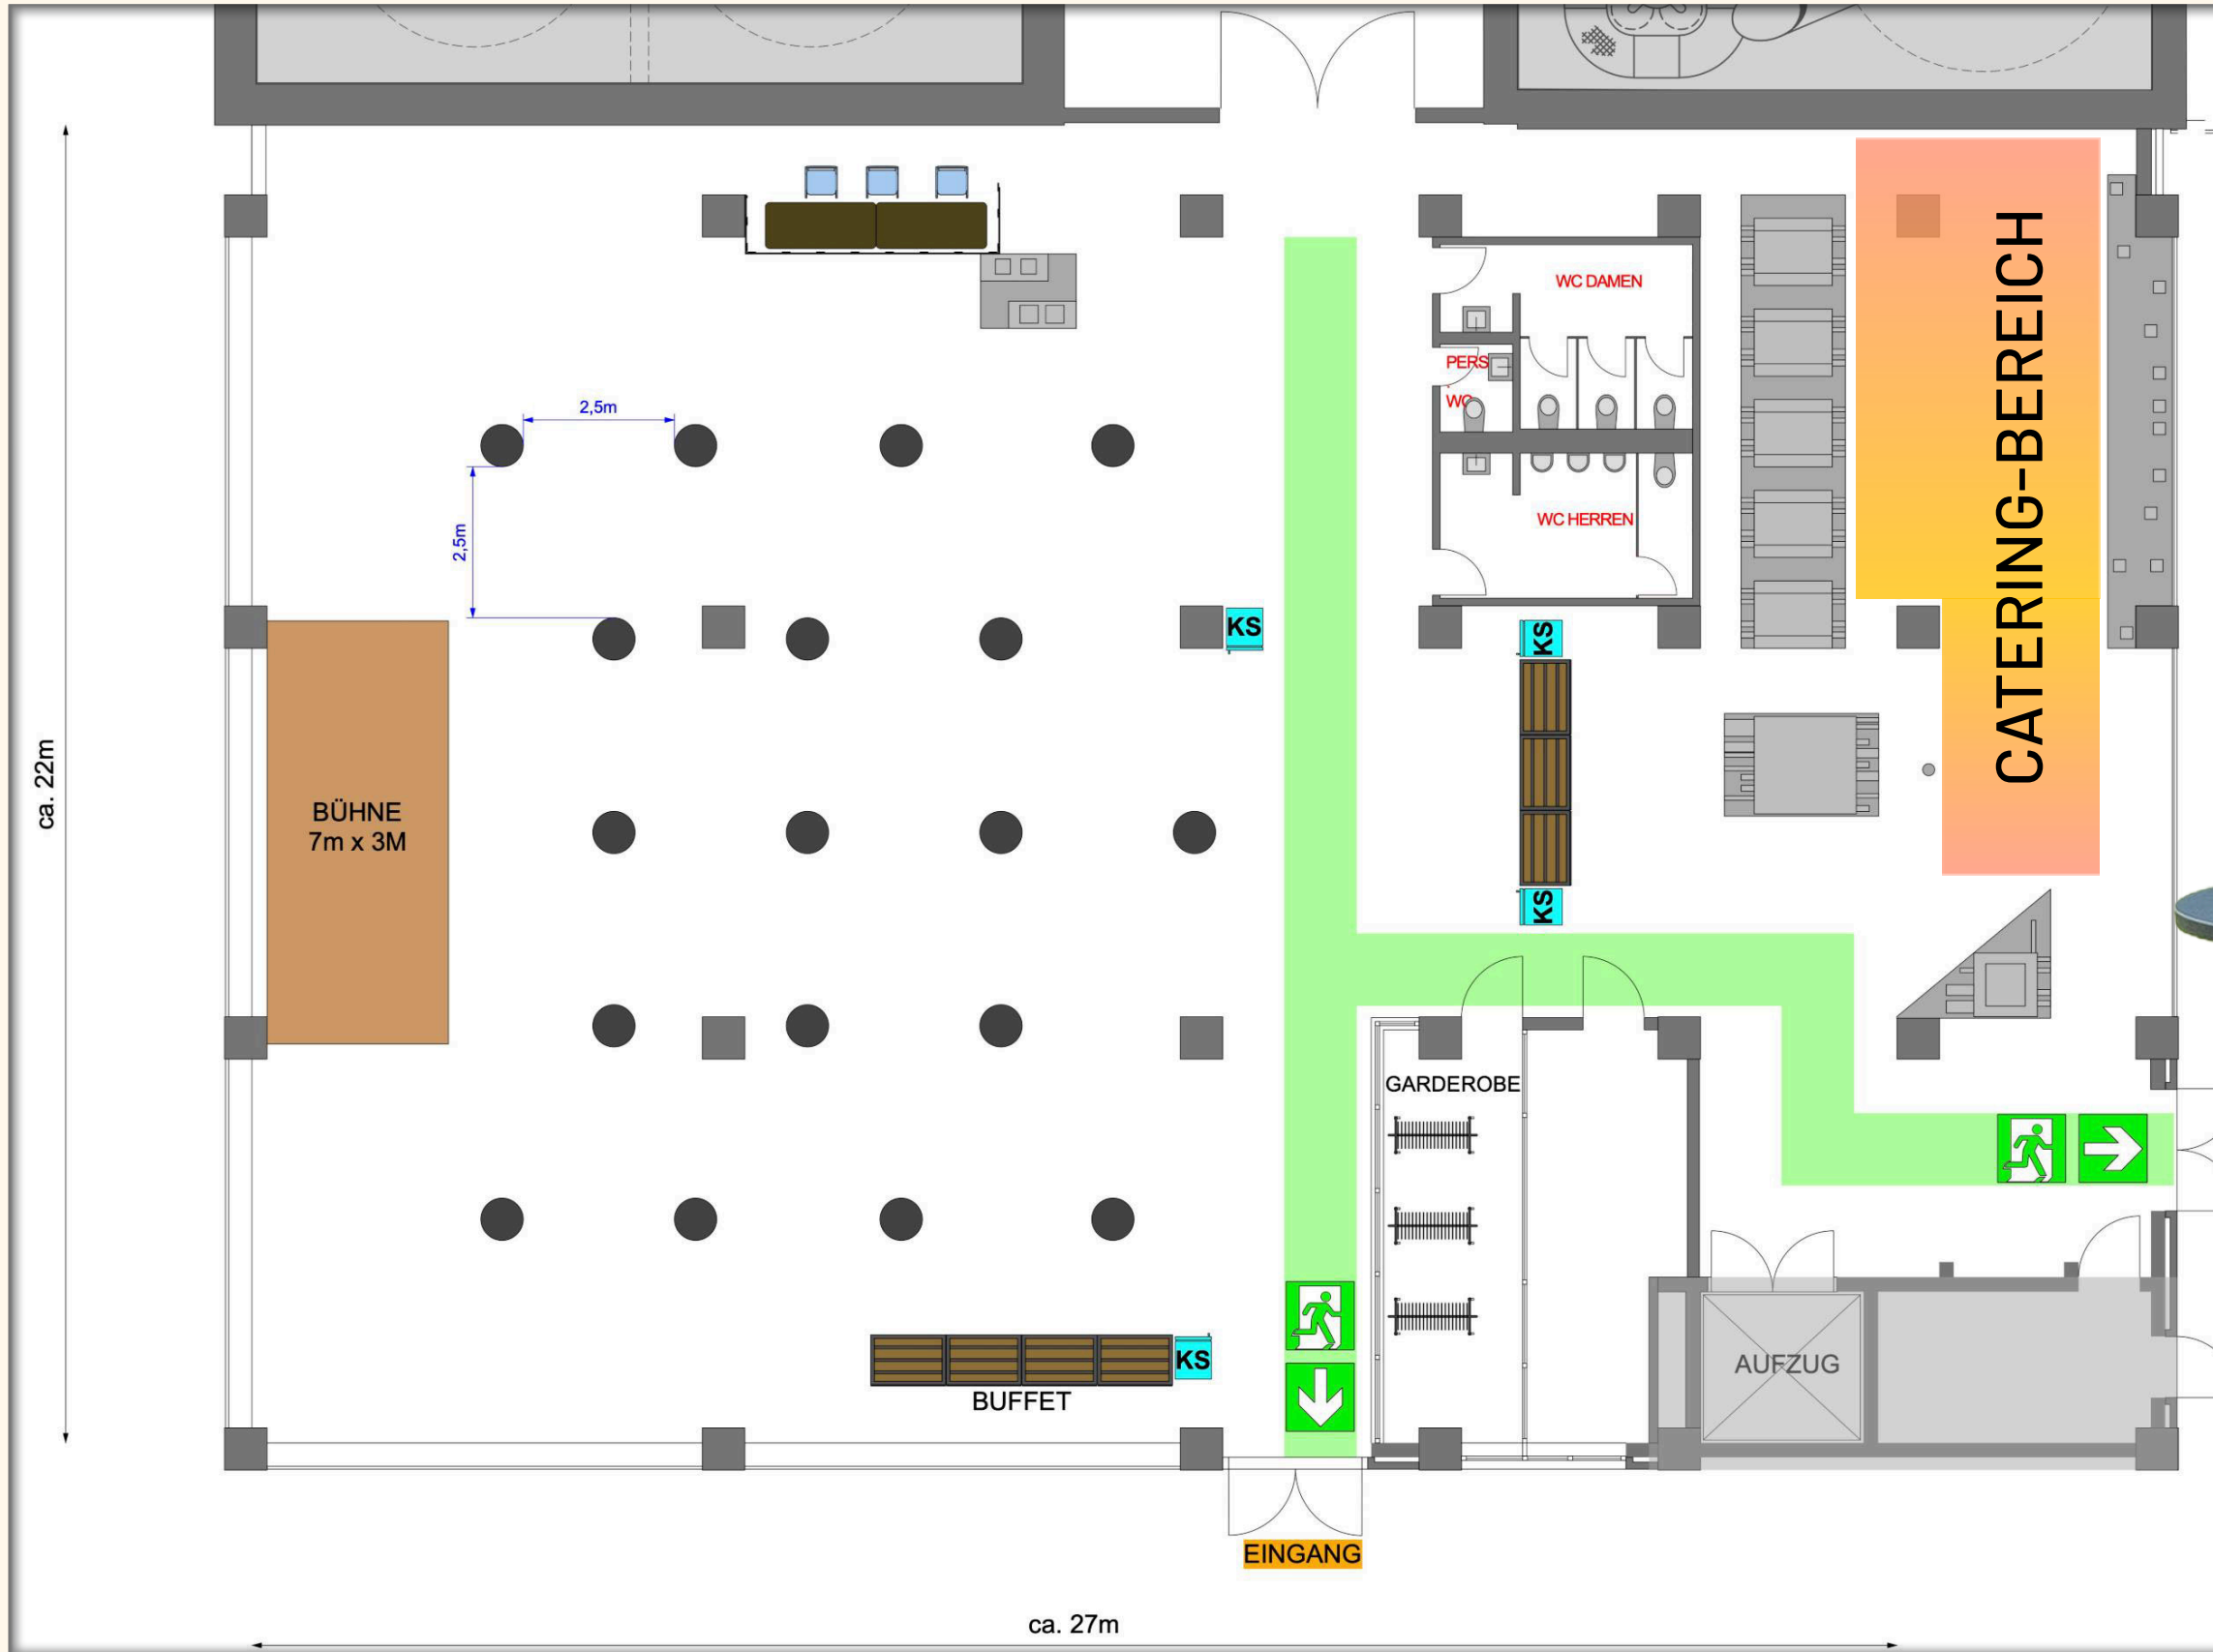 WC DAMEN
PERS.
WC
2,5m
2,5m
WC HERREN
KS
KS
CATERING-BEREICH
ca. 22m
BÜHNE
7m x 3M
KS
GARDEROBE
KS
BUFFET
AUFZUG
EINGANG
ca. 27m